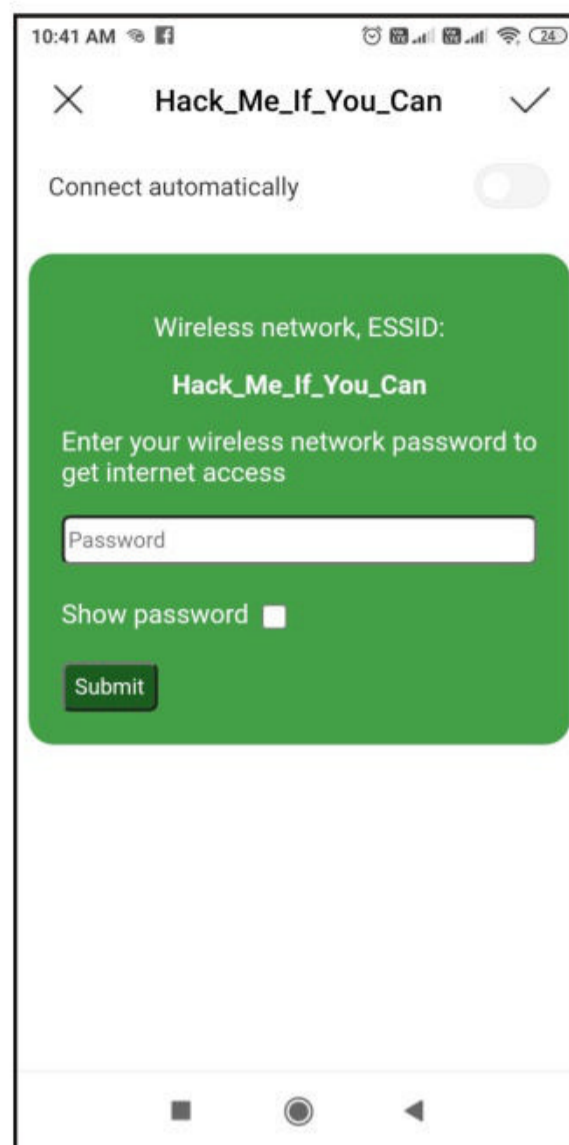 10:41 AM
24
Hack_Me_If_You_Can
Connect automatically
Wireless network, ESSID:
Hack_Me_If_You_Can
Enter your wireless network password to
get internet access
Password
Show password
Submit